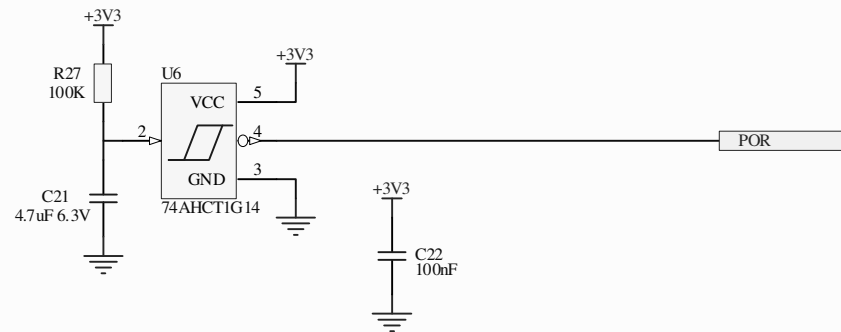 +3V3
R27
100K
U6
+3V3
VCC
5
2
4
POR
GND
3
C21
4.7uF 6.3V
74AHCT1G14
+3V3
C22
100nF